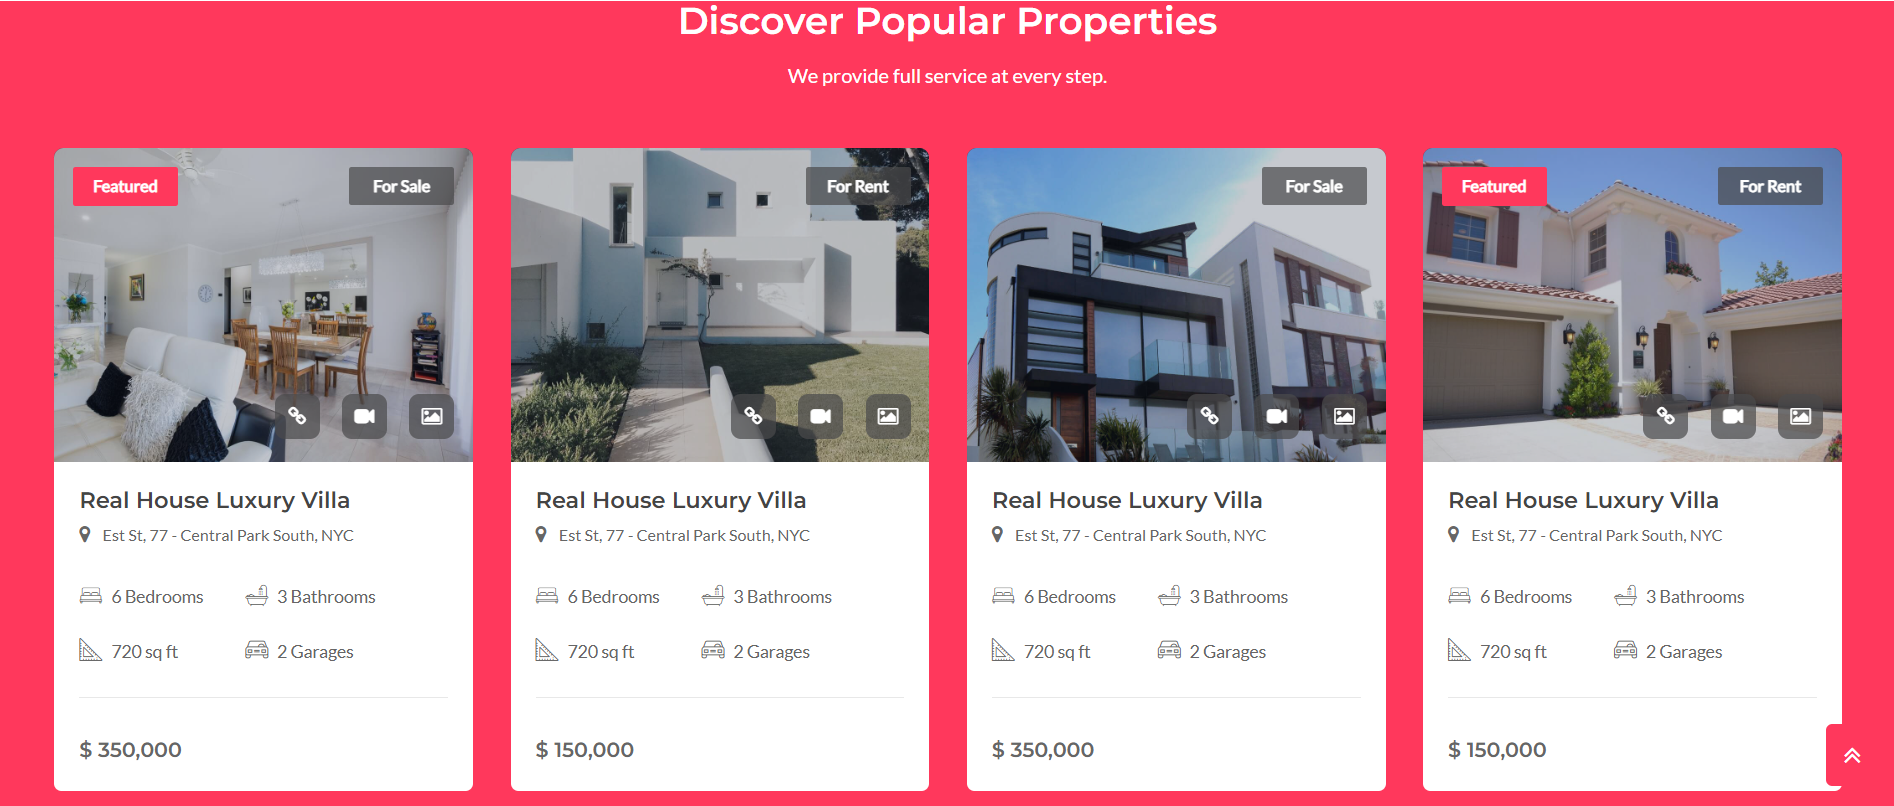 Discover Popular Properties
We provide full service at every step.
Featured
For Sale
Real House Luxury Villa
Est St, 77 - Central Park South, NYC
6 Bedrooms
3 Bathrooms
720 sq ft
2 Garages
$ 350,000
For Rent
Real House Luxury Villa
Est St, 77 - Central Park South, NYC
6 Bedrooms
3 Bathrooms
720 sq ft
2 Garages
$ 150,000
For Sale
Real House Luxury Villa
Est St, 77 - Central Park South, NYC
6 Bedrooms
3 Bathrooms
720 sq ft
2 Garages
$ 350,000
Featured
For Rent
Real House Luxury Villa
Est St, 77 - Central Park South, NYC
6 Bedrooms
3 Bathrooms
720 sq ft
2 Garages
$ 150,000